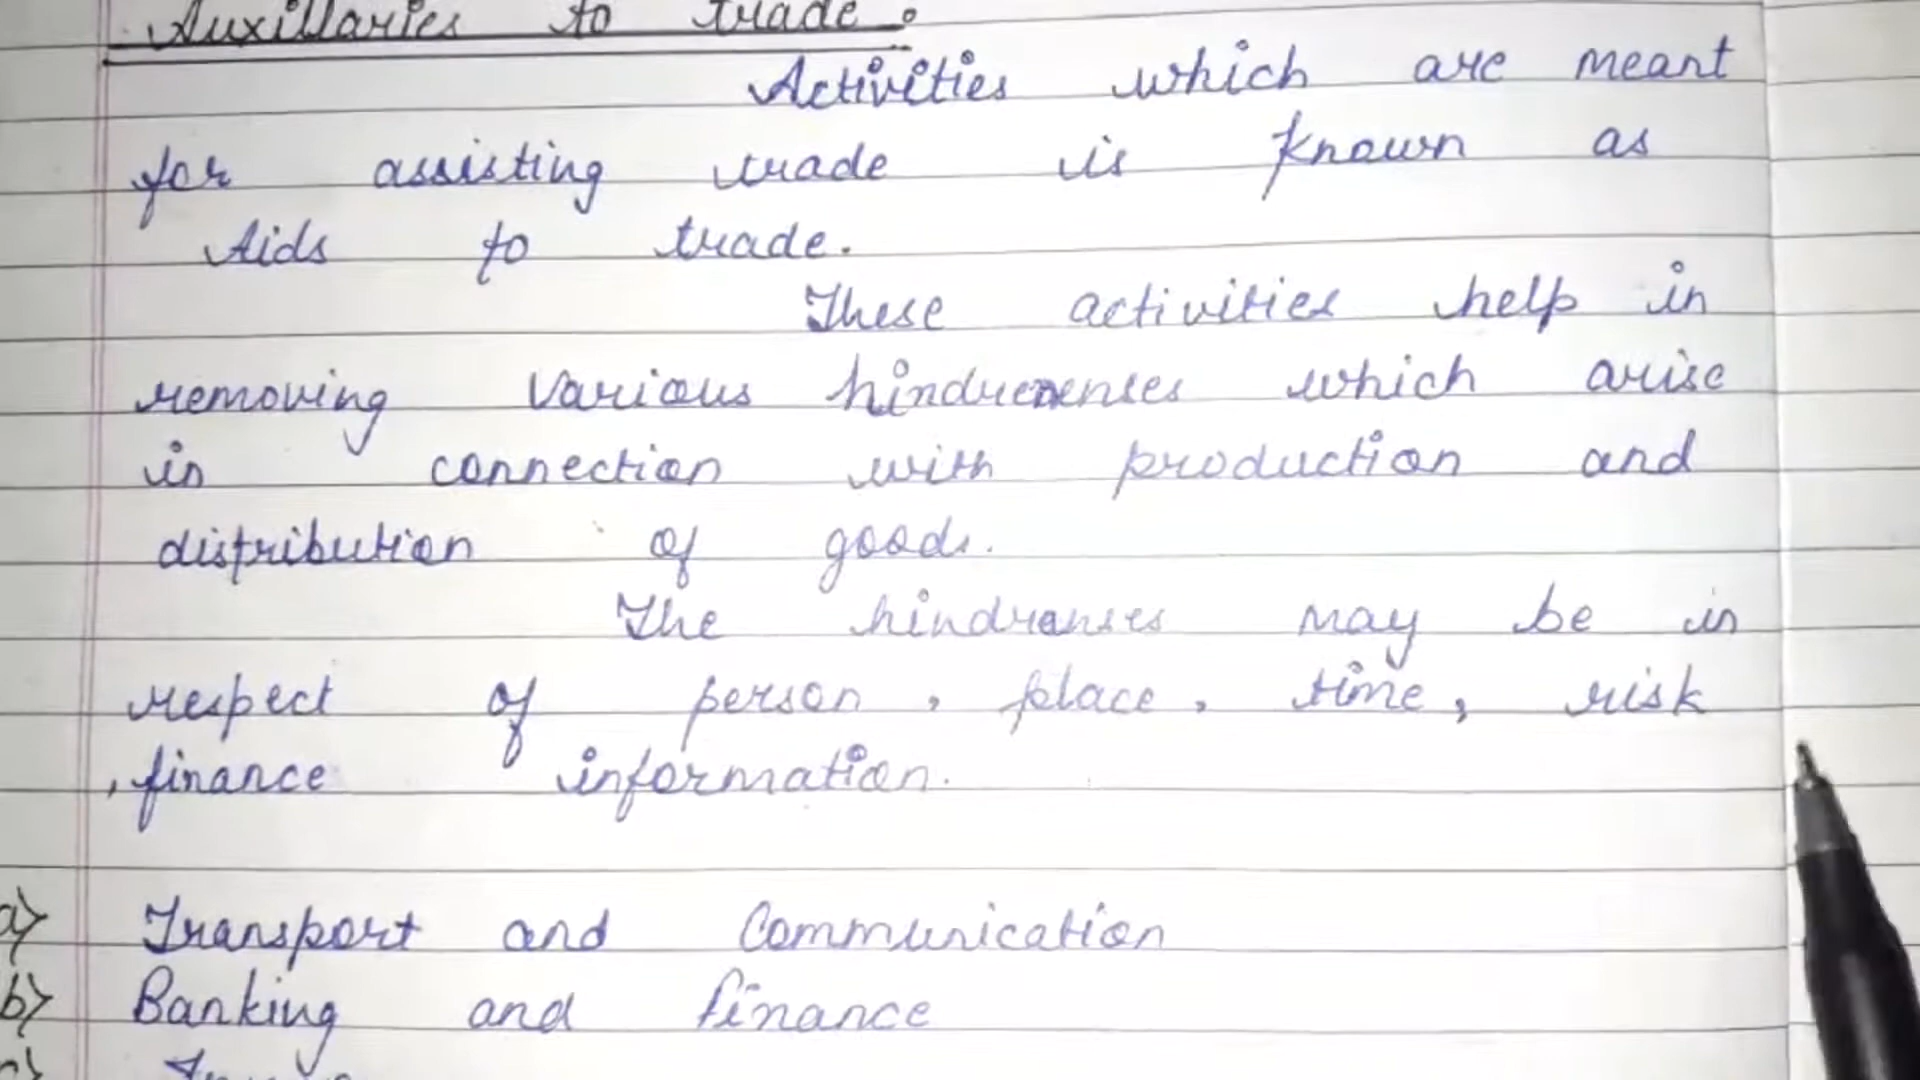 Auxillaries to trade.
Activities which are meant
for assisting trade is known as
Aids to trade.
These activities help in
removing various which arise
in connection with production and
distribution of goods.
The hindranses may be in
respect of person, place, time, risk
, finance information.
a) Transport and Communication
b) Banking and finance